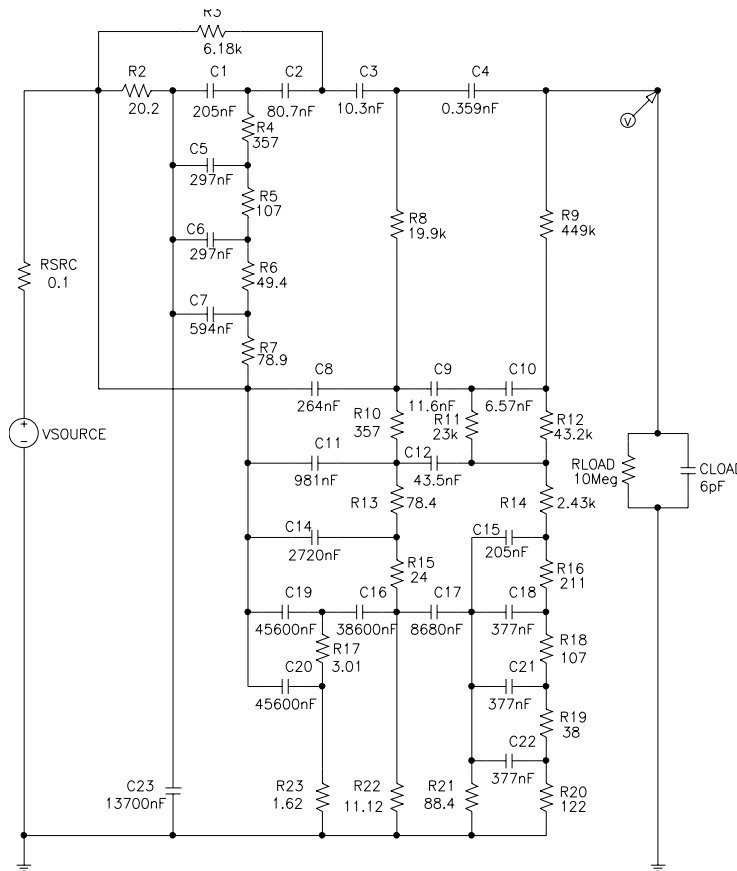 R3
6.18k
R2
20.2
C1
205nF
C2
80.7nF
C3
10.3nF
C4
0.359nF
V
R4
357
C5
297nF
R5
107
R8
19.9k
R9
449k
C6
297nF
R6
49.4
RSRC
0.1
C7
594nF
R7
78.9
C8
264nF
C9
11.6nF
C10
6.57nF
R10
357
R11
23k
R12
43.2k
VSOURCE
C11
981nF
C12
43.5nF
RLOAD
10Meg
CLOAD
6pF
R13
78.4
R14
2.43k
C14
2720nF
C15
205nF
R15
24
R16
211
C19
45600nF
C16
38600nF
C17
8680nF
C18
377nF
R17
3.01
R18
107
C20
45600nF
C21
377nF
R19
38
C22
377nF
C23
13700nF
R23
1.62
R22
11.12
R21
88.4
R20
122